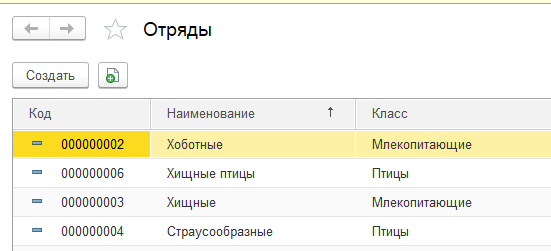 Отряды
Создать
Код Наименование ↑ Класс
000000002 Хоботные Млекопитающие
000000006 Хищные птицы Птицы
000000003 Хищные Млекопитающие
000000004 Страусообразные Птицы